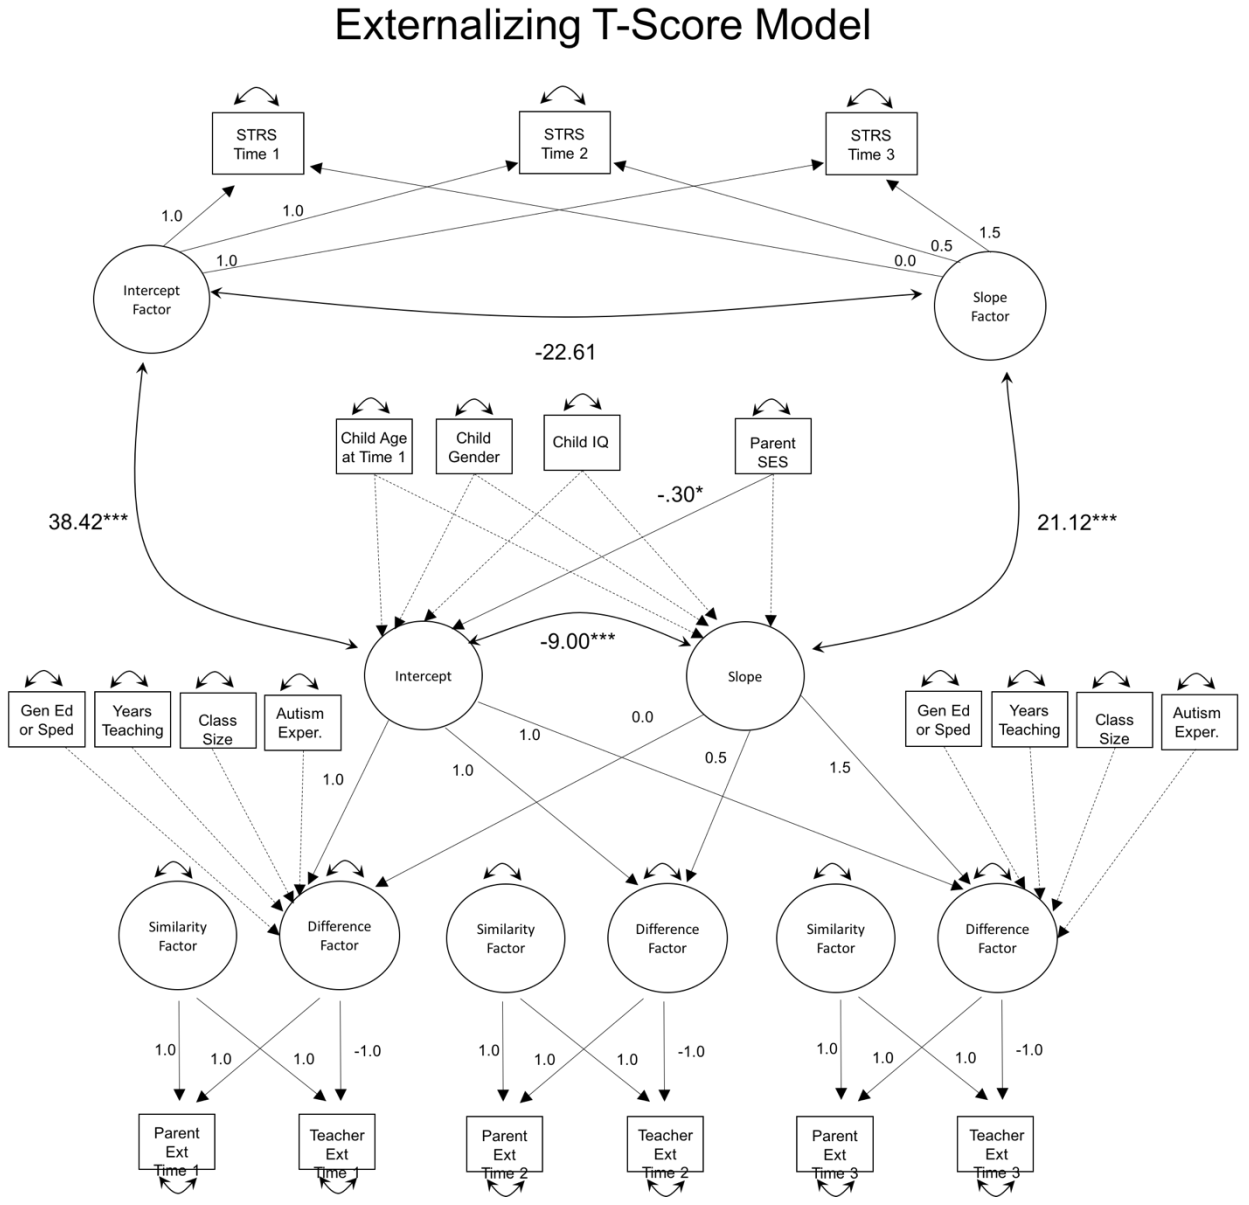 Externalizing T-Score Model
STRS
Time 1
STRS
Time 2
STRS
Time 3
1.0
1.0
1.0
1.5
0.5
0.0
Intercept
Factor
Slope
Factor
-22.61
Child Age
at Time 1
Child
Gender
Child IQ
Parent
SES
-.30*
38.42***
21.12***
-9.00***
Intercept
Slope
Gen Ed
or Sped
Years
Teaching
Class
Size
Autism
Exper.
Gen Ed
or Sped
Years
Teaching
Class
Size
Autism
Exper.
1.0
1.0
1.0
0.0
0.5
1.5
Similarity
Factor
Difference
Factor
Similarity
Factor
Difference
Factor
Similarity
Factor
Difference
Factor
1.0
1.0
1.0
-1.0
1.0
1.0
1.0
-1.0
1.0
1.0
1.0
-1.0
Parent
Ext
Time 1
Teacher
Ext
Time 1
Parent
Ext
Time 2
Teacher
Ext
Time 2
Parent
Ext
Time 3
Teacher
Ext
Time 3